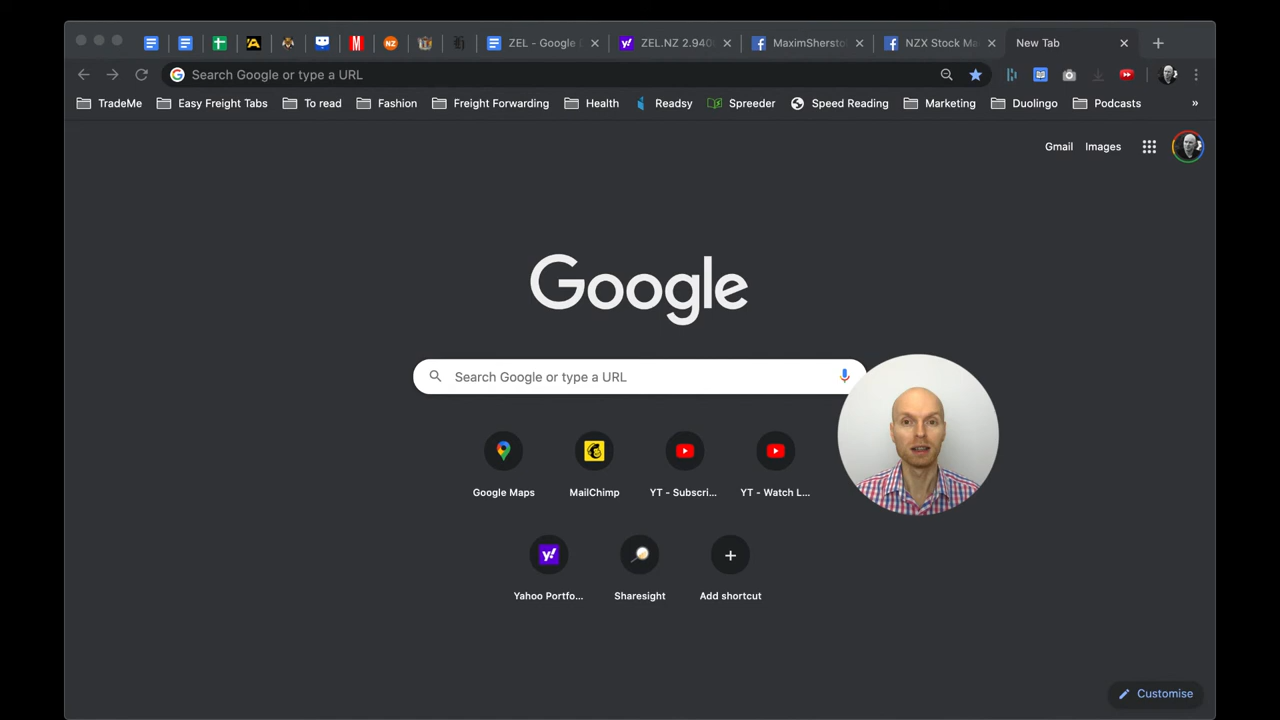 ZEL - Google D
ZEL.NZ 2.940
MaximSherst
NZX Stock Ma
New Tab
Search Google or type a URL
TradeMe
Easy Freight Tabs
To read
Fashion
Freight Forwarding
Health
Readsy
Spreeder
Speed Reading
Marketing
Duolingo
Podcasts
»
Gmail
Images
Google
Search Google or type a URL
Google Maps
MailChimp
YT - Subscri...
YT - Watch L...
Yahoo Portfo...
Sharesight
Add shortcut
Customise